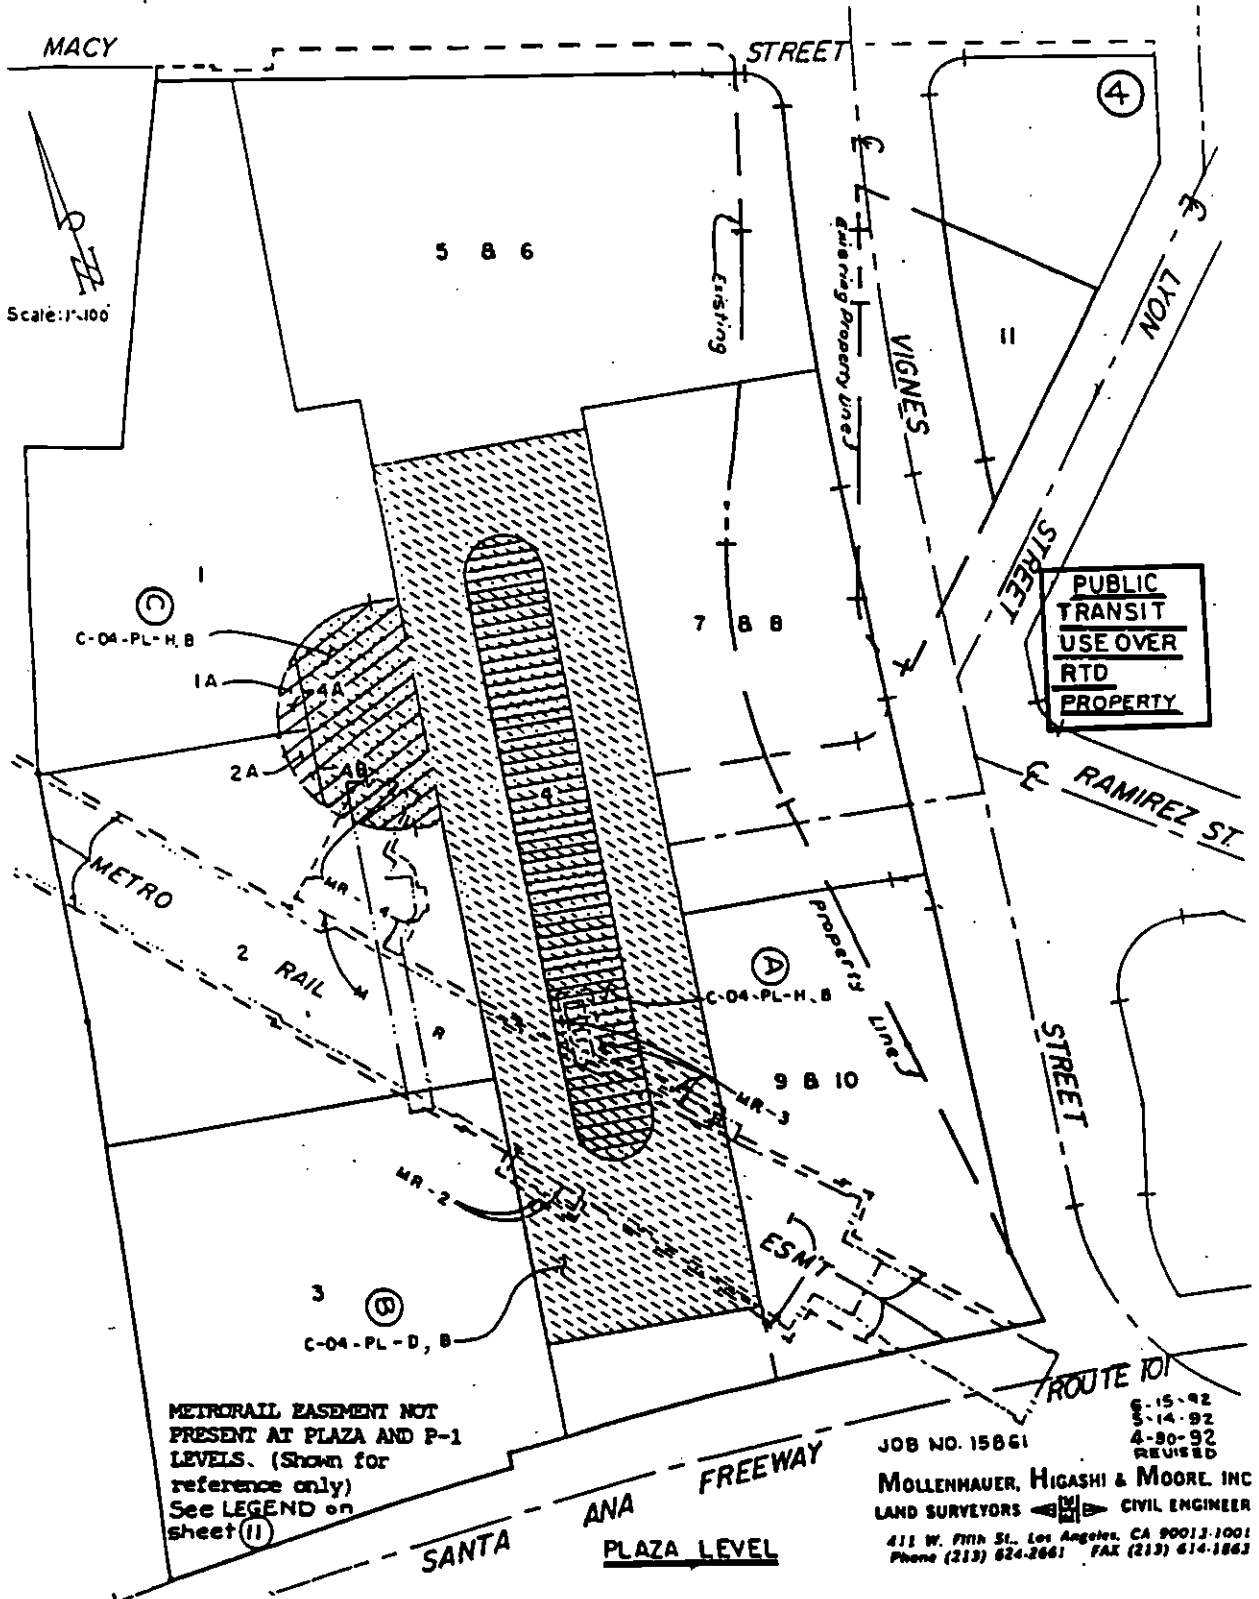 MACY
STREET
4
Scale: 1"=100'
5 & 6
Existing
Existing Property Line
VIGNES
LYON
11
STREET
PUBLIC
TRANSIT
USE OVER
RTD
PROPERTY
1
C
C-04-PL-H, B
1A
4A
7 & 8
2A
4B
4
RAMIREZ ST.
METRO
MR-4
2
RAIL
M
R
A
C-04-PL-H, B
Property
Line
9 & 10
MR-3
STREET
MR-2
ESM'T
3
B
C-04-PL-D, B
METRORAIL EASEMENT NOT
PRESENT AT PLAZA AND P-1
LEVELS. (Shown for
reference only)
See LEGEND on
sheet 11
SANTA ANA FREEWAY
ROUTE 101
PLAZA LEVEL
6-15-92
5-14-92
4-30-92
REVISED
JOB NO. 15861
MOLLENHAUER, HIGASHI & MOORE, INC
LAND SURVEYORS CIVIL ENGINEER
411 W. Fifth St., Los Angeles, CA 90013-1001
Phone (213) 624-2661 FAX (213) 614-1863